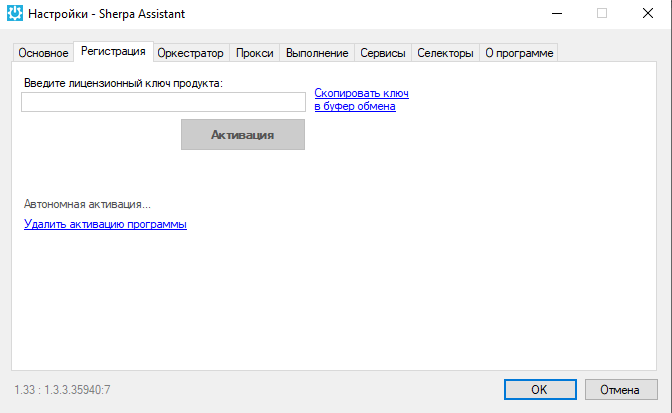 Настройки - Sherpa Assistant
Основное Регистрация Оркестратор Прокси Выполнение Сервисы Селекторы О программе
Введите лицензионный ключ продукта:
Скопировать ключ
в буфер обмена
Активация
Автономная активация...
Удалить активацию программы
1.33 : 1.3.3.35940:7
OK Отмена